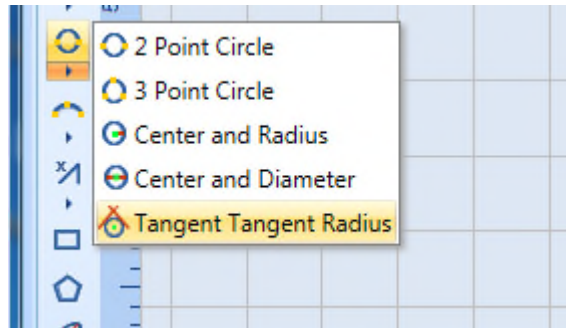 2 Point Circle
3 Point Circle
Center and Radius
Center and Diameter
Tangent Tangent Radius